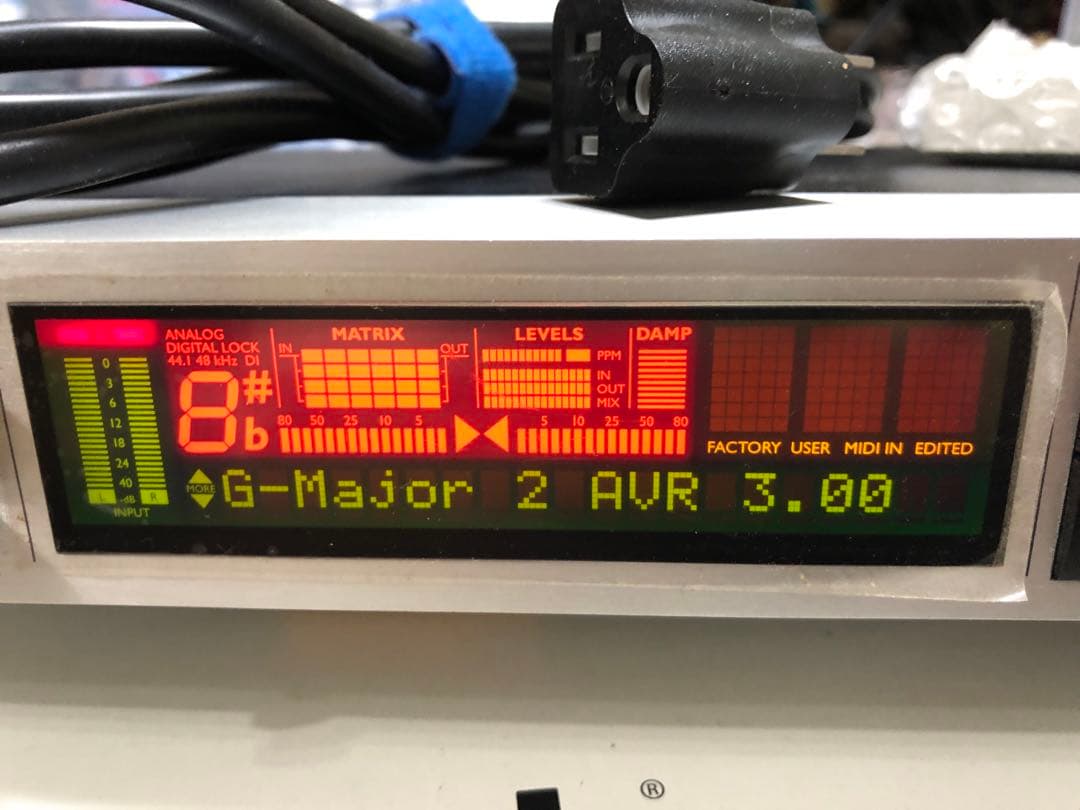 ANALOG
DIGITAL LOCK
44.1 48 kHz DI
8 # b
MATRIX
IN OUT
LEVELS
PPM
IN
OUT
MIX
DAMP
80 50 25 10 5 5 10 25 50 80
0
3
6
12
18
24
40
L -dB R
INPUT
FACTORY USER MIDI IN EDITED
MORE
G-Major 2 AVR 3.00
®